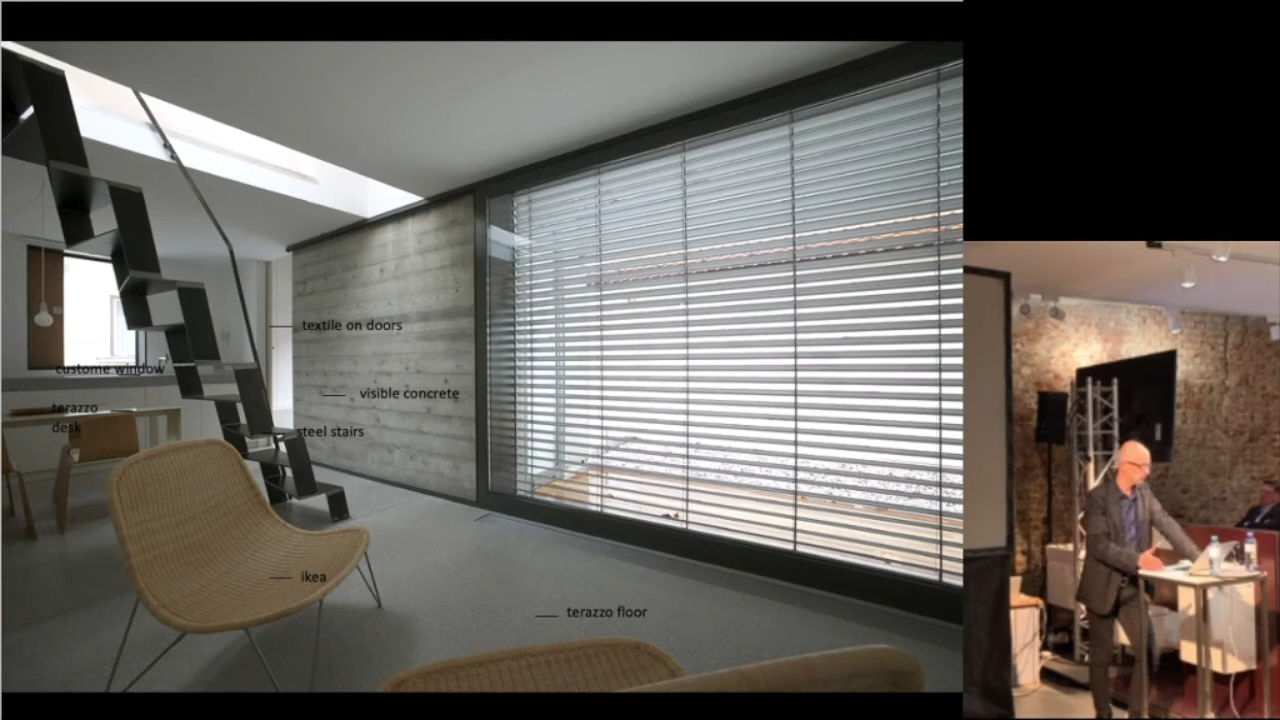 textile on doors
custome window
visible concrete
terazzo
desk
steel stairs
ikea
terazzo floor